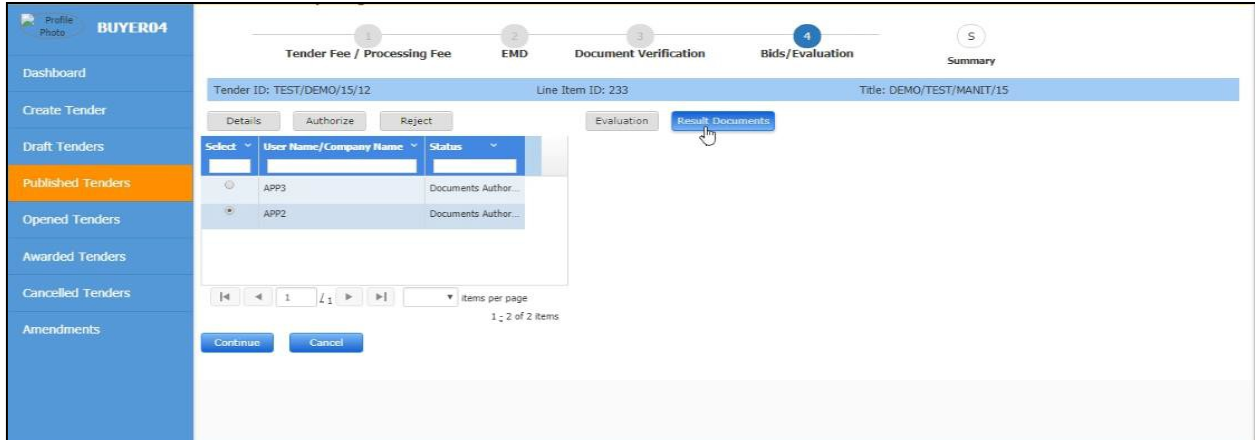 Profile
Photo
BUYER04
Dashboard
Create Tender
Draft Tenders
Published Tenders
Opened Tenders
Awarded Tenders
Cancelled Tenders
Amendments
1 2 3 4 S
Tender Fee / Processing Fee EMD Document Verification Bids/Evaluation Summary
Tender ID: TEST/DEMO/15/12 Line Item ID: 233 Title: DEMO/TEST/MANIT/15
Details Authorize Reject Evaluation Result Documents
Select User Name/Company Name Status
APP3 Documents Author...
APP2 Documents Author...
1 / 1 items per page
1 - 2 of 2 items
Continue Cancel